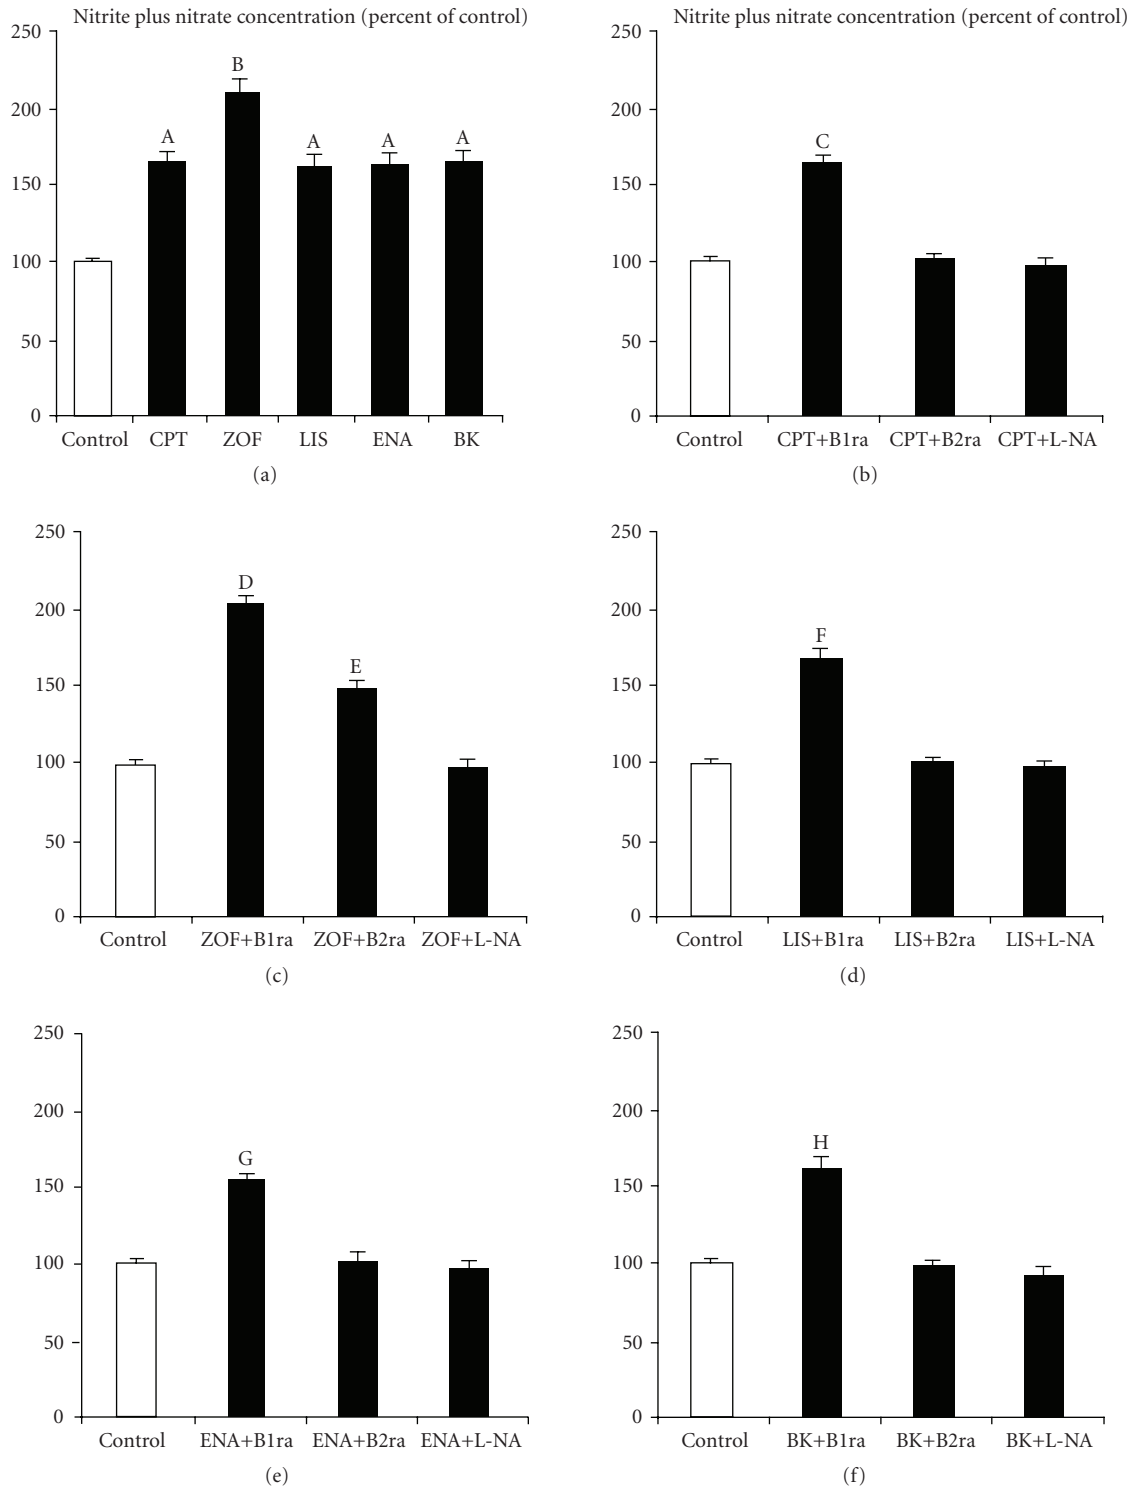 Nitrite plus nitrate concentration (percent of control)
250
200
150
100
50
0
A
B
A
A
A
Control CPT ZOF LIS ENA BK
(a)
Nitrite plus nitrate concentration (percent of control)
250
200
150
100
50
0
C
Control CPT+B1ra CPT+B2ra CPT+L-NA
(b)
250
200
150
100
50
0
D
E
Control ZOF+B1ra ZOF+B2ra ZOF+L-NA
(c)
250
200
150
100
50
0
F
Control LIS+B1ra LIS+B2ra LIS+L-NA
(d)
250
200
150
100
50
0
G
Control ENA+B1ra ENA+B2ra ENA+L-NA
(e)
250
200
150
100
50
0
H
Control BK+B1ra BK+B2ra BK+L-NA
(f)